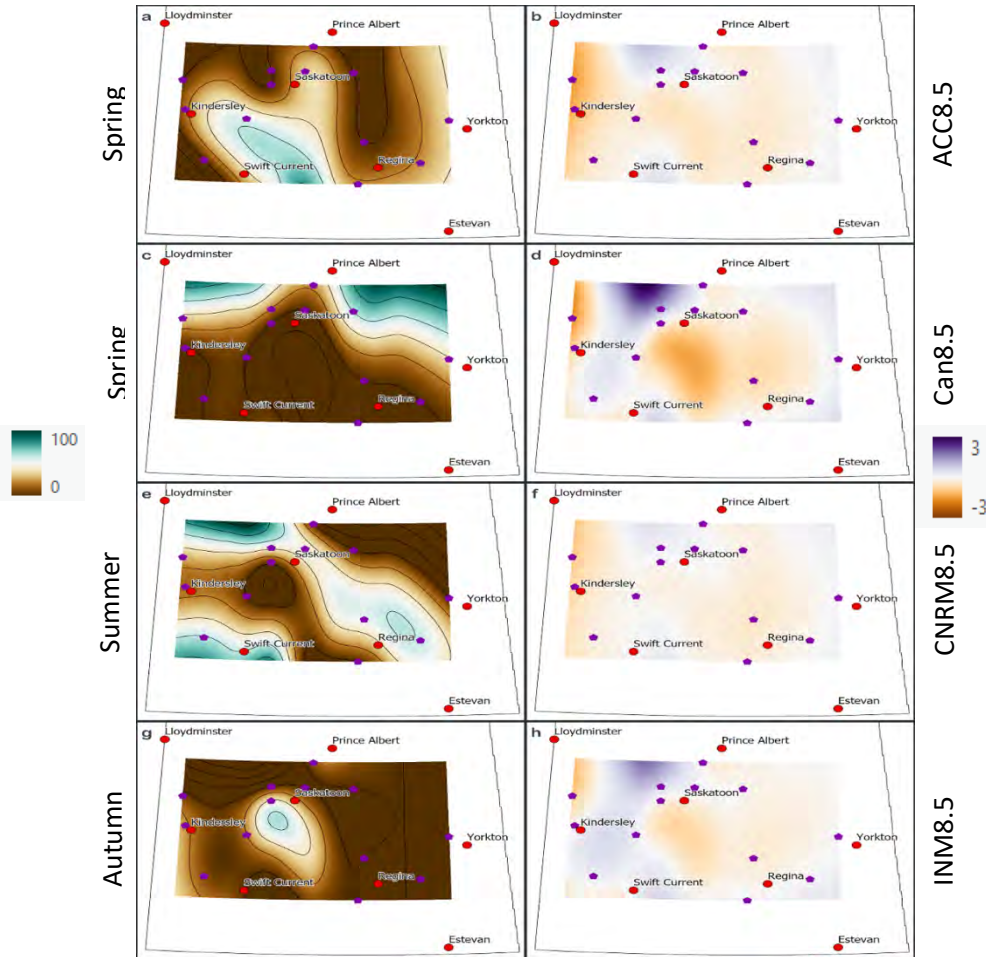 a
Lloydminster
Prince Albert
Saskatoon
Kindersley
Yorkton
Swift Current
Regina
Estevan
Spring
b
Lloydminster
Prince Albert
Saskatoon
Kindersley
Yorkton
Swift Current
Regina
Estevan
ACC8.5
c
Lloydminster
Prince Albert
Saskatoon
Kindersley
Yorkton
Swift Current
Regina
Estevan
Spring
d
Lloydminster
Prince Albert
Saskatoon
Kindersley
Yorkton
Swift Current
Regina
Estevan
Can8.5
100
0
3
-3
e
Lloydminster
Prince Albert
Saskatoon
Kindersley
Yorkton
Swift Current
Regina
Estevan
Summer
f
Lloydminster
Prince Albert
Saskatoon
Kindersley
Yorkton
Swift Current
Regina
Estevan
CNRM8.5
g
Lloydminster
Prince Albert
Saskatoon
Kindersley
Yorkton
Swift Current
Regina
Estevan
Autumn
h
Lloydminster
Prince Albert
Saskatoon
Kindersley
Yorkton
Swift Current
Regina
Estevan
INM8.5